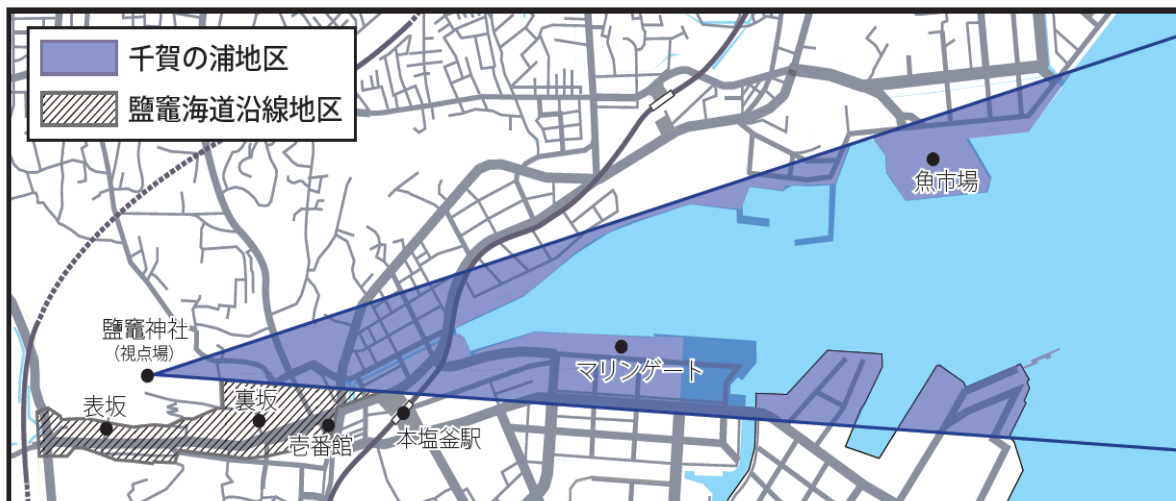 千賀の浦地区
鹽竈海道沿線地区
魚市場
鹽竈神社
(視点場)
マリンゲート
表坂
裏坂
壱番館
本塩釜駅